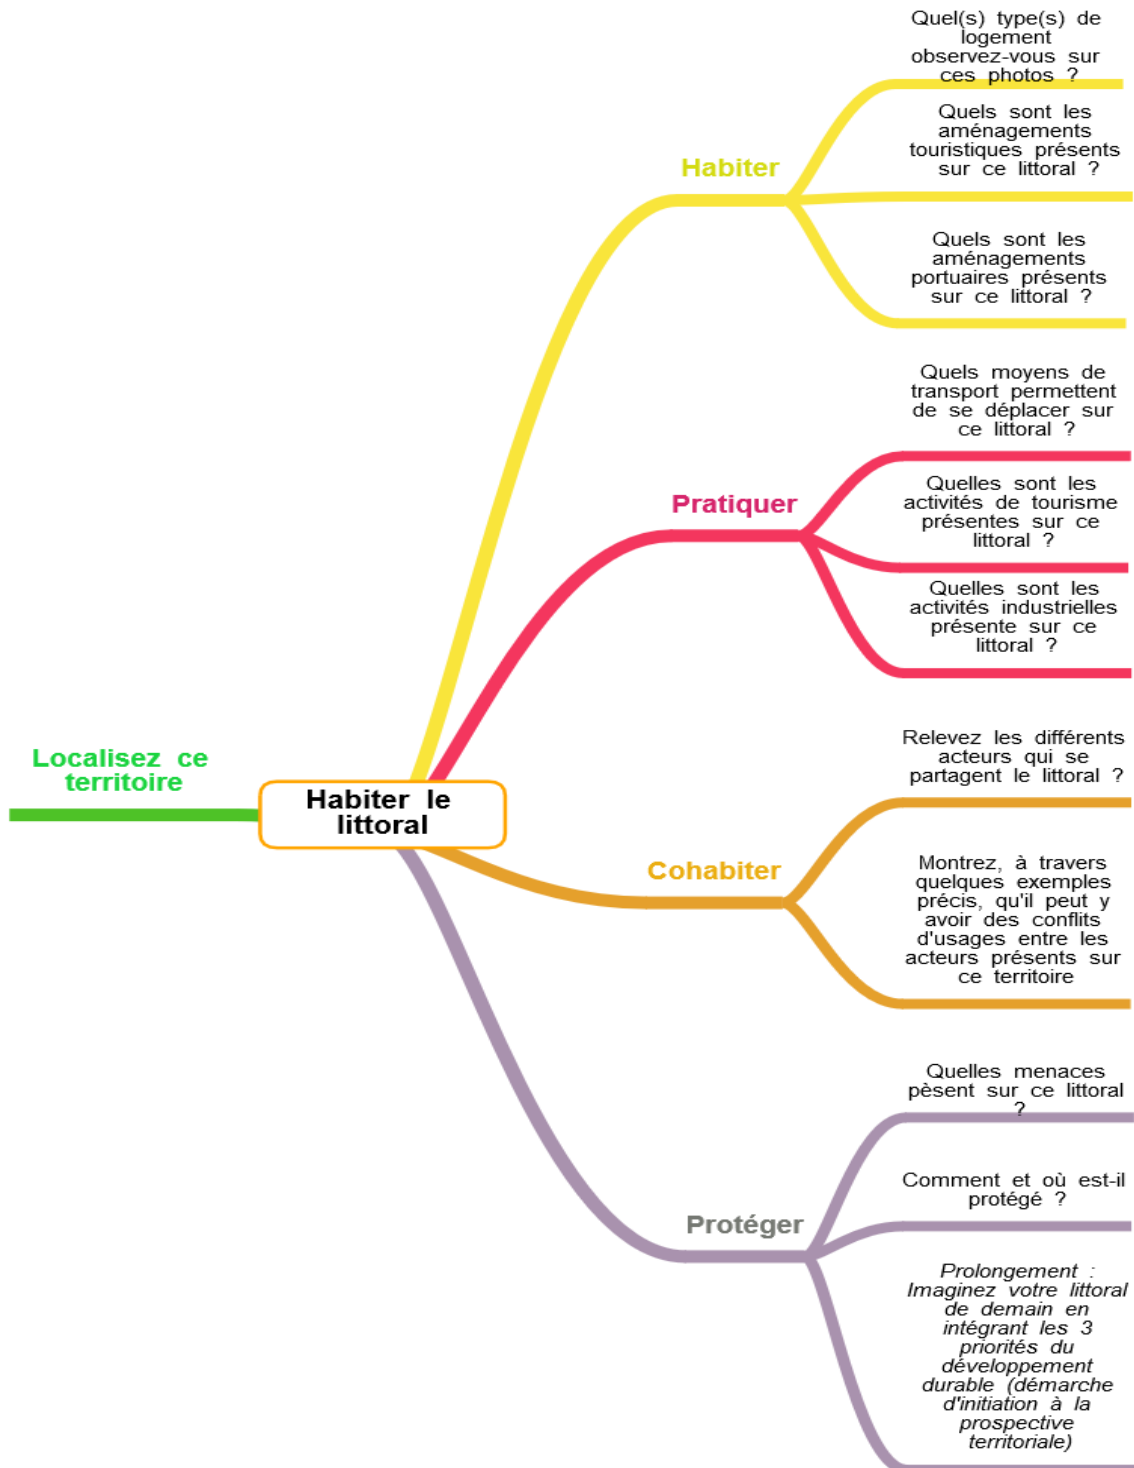 Quel(s) type(s) de
logement
observez-vous sur
ces photos ?
Quels sont les
aménagements
touristiques présents
sur ce littoral ?
Habiter
Quels sont les
aménagements
portuaires présents
sur ce littoral ?
Quels moyens de
transport permettent
de se déplacer sur
ce littoral ?
Pratiquer
Quelles sont les
activités de tourisme
présentes sur ce
littoral ?
Quelles sont les
activités industrielles
présente sur ce
littoral ?
Localisez ce
territoire
Habiter le
littoral
Relevez les différents
acteurs qui se
partagent le littoral ?
Cohabiter
Montrez, à travers
quelques exemples
précis, qu'il peut y
avoir des conflits
d'usages entre les
acteurs présents sur
ce territoire
Quelles menaces
pèsent sur ce littoral
?
Comment et où est-il
protégé ?
Protéger
Prolongement :
Imaginez votre littoral
de demain en
intégrant les 3
priorités du
développement
durable (démarche
d'initiation à la
prospective
territoriale)